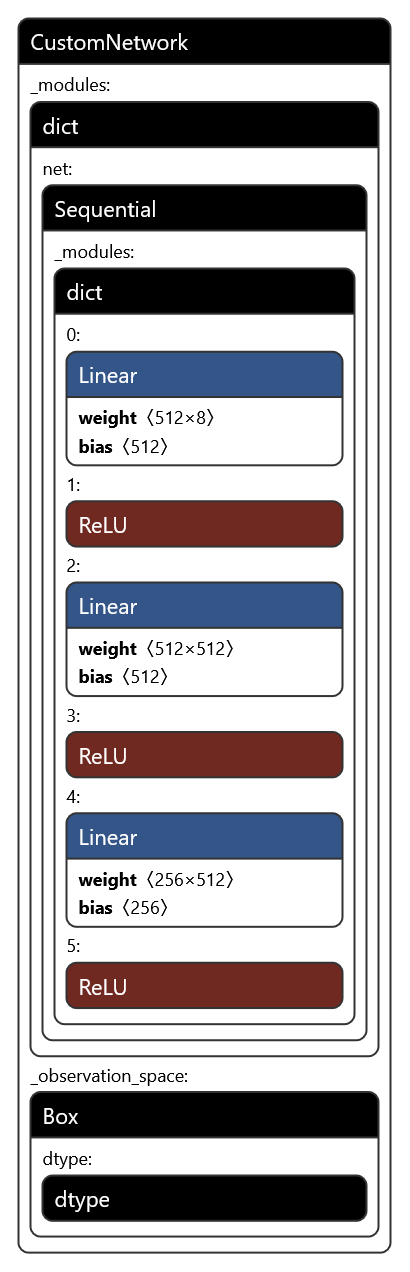 CustomNetwork
_modules:
dict
net:
Sequential
_modules:
dict
0:
Linear
weight〈512×8〉
bias〈512〉
1:
ReLU
2:
Linear
weight〈512×512〉
bias〈512〉
3:
ReLU
4:
Linear
weight〈256×512〉
bias〈256〉
5:
ReLU
_observation_space:
Box
dtype:
dtype